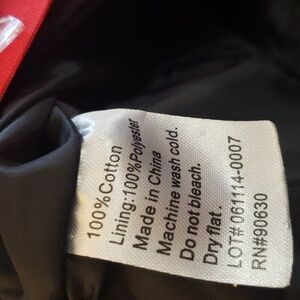 100%Cotton
Lining:100%Polyester
Made in China
Machine wash cold.
Do not bleach.
Dry flat.
LOT# 061114-0007
RN#90630